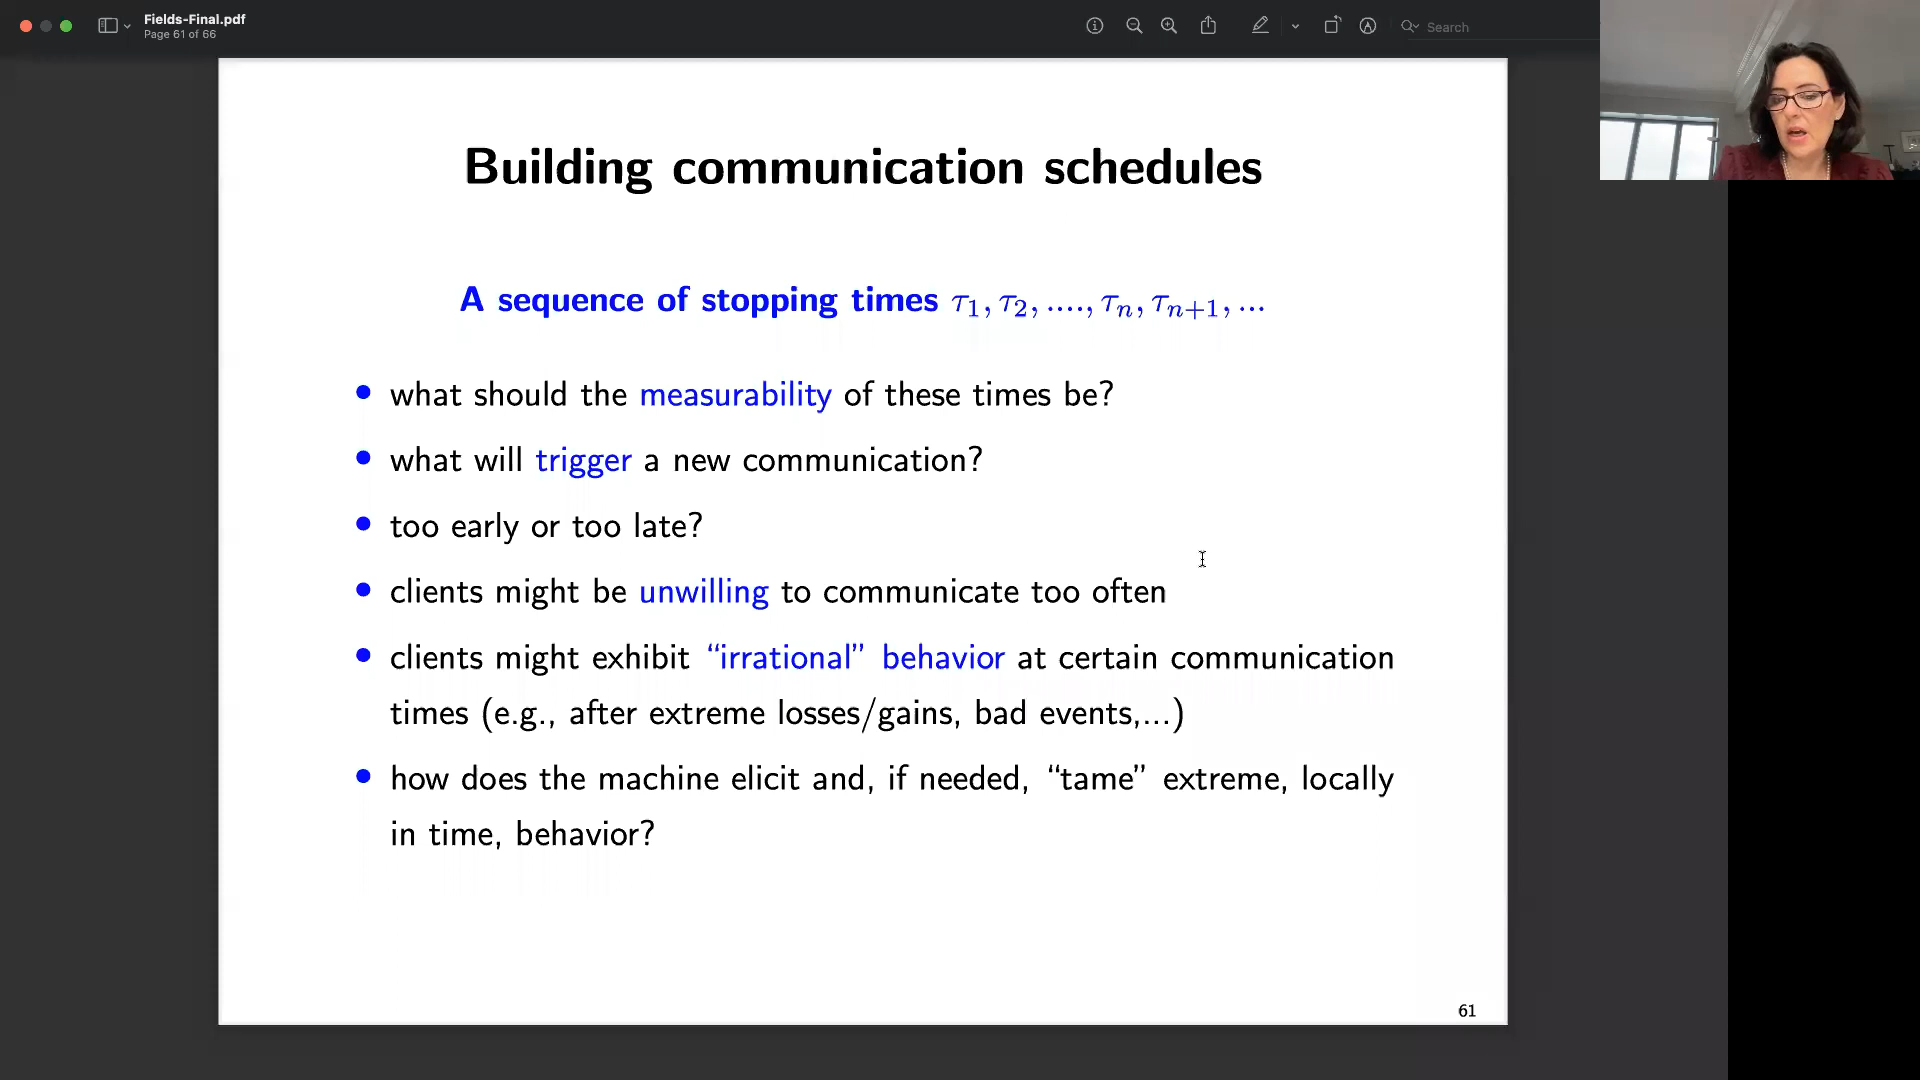 Fields-Final.pdf
Page 61 of 66
Search
Building communication schedules
A sequence of stopping times τ₁, τ₂, ...., τₙ, τₙ₊₁, ...
• what should the measurability of these times be?
• what will trigger a new communication?
• too early or too late?
• clients might be unwilling to communicate too often
• clients might exhibit “irrational” behavior at certain communication
times (e.g., after extreme losses/gains, bad events,...)
• how does the machine elicit and, if needed, “tame” extreme, locally
in time, behavior?
61